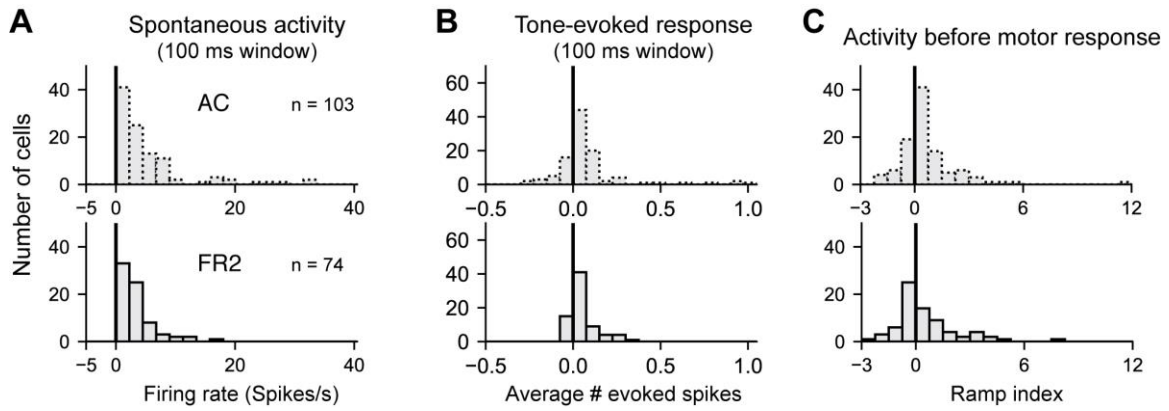 A
Spontaneous activity
(100 ms window)
B
Tone-evoked response
(100 ms window)
C
Activity before motor response
Number of cells
40
20
0
AC
n = 103
−5
0
20
40
60
40
20
0
−0.5
0.0
0.5
1.0
40
20
0
−3
0
6
12
40
20
0
FR2
n = 74
−5
0
20
40
Firing rate (Spikes/s)
60
40
20
0
−0.5
0.0
0.5
1.0
Average # evoked spikes
40
20
0
−3
0
6
12
Ramp index